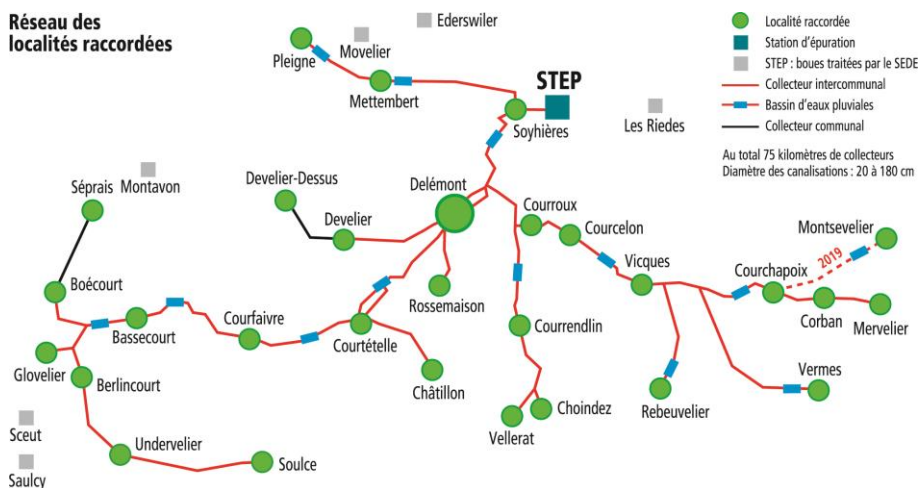 Réseau des
localités raccordées
Ederswiler
Movelier
Pleigne
Mettembert
STEP
Soyhières
Les Riedes
Localité raccordée
Station d'épuration
STEP : boues traitées par le SEDE
Collecteur intercommunal
Bassin d'eaux pluviales
Collecteur communal
Au total 75 kilomètres de collecteurs
Diamètre des canalisations : 20 à 180 cm
Montavon
Séprais
Develier-Dessus
Develier
Delémont
Courroux
Courcelon
Vicques
Montsevelier
2019
Courchapoix
Corban
Mervelier
Boécourt
Bassecourt
Courfaivre
Courtételle
Rossemaison
Courrendlin
Glovelier
Berlincourt
Châtillon
Choindez
Vellerat
Rebeuvelier
Vermes
Sceut
Saulcy
Undervelier
Soulce